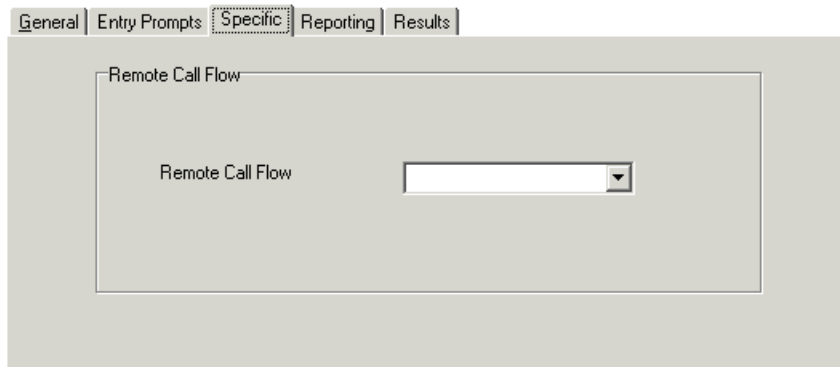 General Entry Prompts Specific Reporting Results
Remote Call Flow
Remote Call Flow